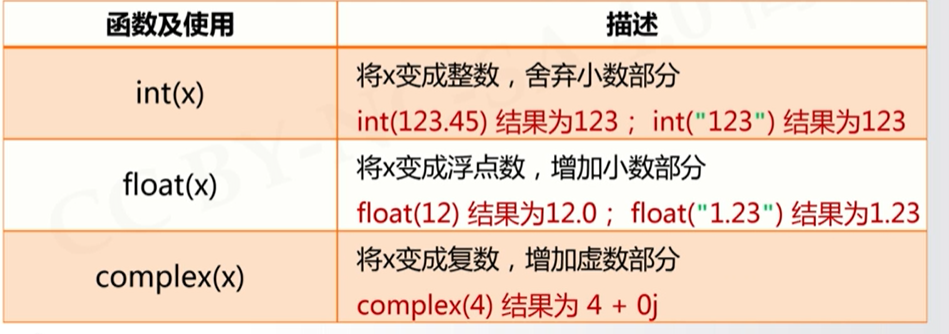 函数及使用 描述
int(x)
将x变成整数，舍弃小数部分
int(123.45) 结果为123； int("123") 结果为123
float(x)
将x变成浮点数，增加小数部分
float(12) 结果为12.0； float("1.23") 结果为1.23
complex(x)
将x变成复数，增加虚数部分
complex(4) 结果为 4 + 0j